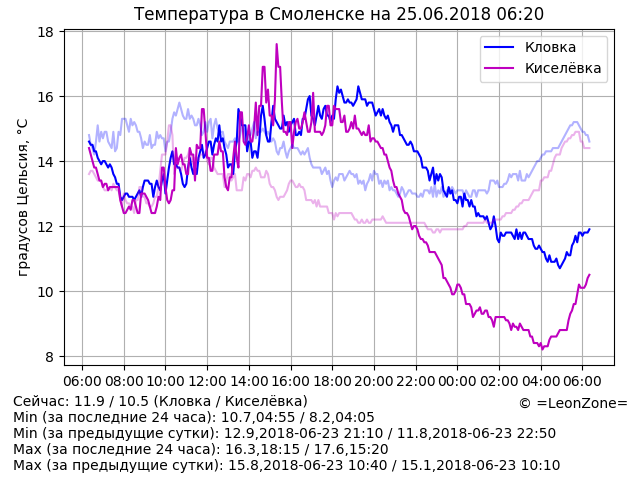 Температура в Смоленске на 25.06.2018 06:20
18
16
14
12
10
8
градусов Цельсия, °C
Кловка
Киселёвка
06:00 08:00 10:00 12:00 14:00 16:00 18:00 20:00 22:00 00:00 02:00 04:00 06:00
Сейчас: 11.9 / 10.5 (Кловка / Киселёвка)
© =LeonZone=
Min (за последние 24 часа): 10.7,04:55 / 8.2,04:05
Min (за предыдущие сутки): 12.9,2018-06-23 21:10 / 11.8,2018-06-23 22:50
Max (за последние 24 часа): 16.3,18:15 / 17.6,15:20
Max (за предыдущие сутки): 15.8,2018-06-23 10:40 / 15.1,2018-06-23 10:10